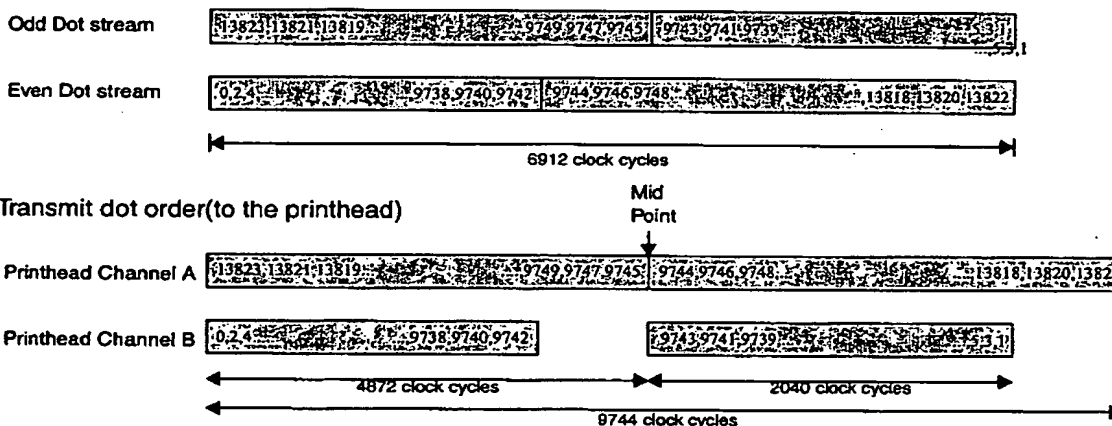 Odd Dot stream 13823,13821,13819 9749,9747,9745 9743,9741,9739 5,3,1
5,3,1
Even Dot stream 0,2,4 9738,9740,9742 9744,9746,9748 13818,13820,13822
6912 clock cycles
Mid
Point
Transmit dot order(to the printhead)
Printhead Channel A 13823,13821,13819 9749,9747,9745 9744,9746,9748 13818,13820,1382
Printhead Channel B 0,2,4 9738,9740,9742 9743,9741,9739 5,3,1
4872 clock cycles 2040 clock cycles
9744 clock cycles